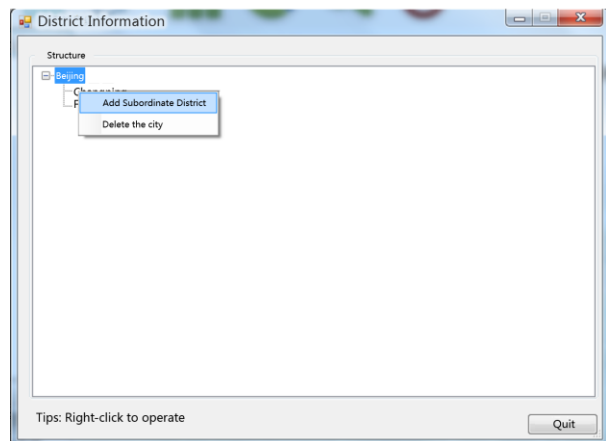 District Information
Structure
Beijing
Add Subordinate District
Delete the city
Tips: Right-click to operate
Quit